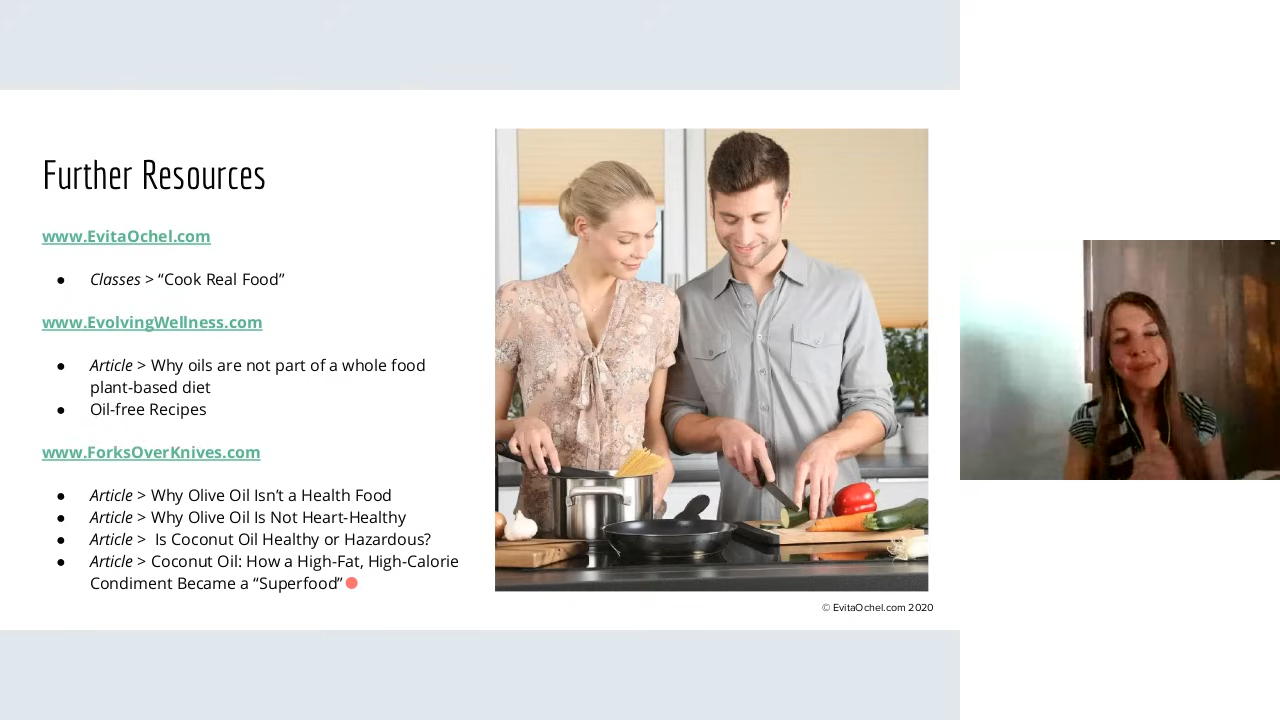 Further Resources
www.EvitaOchel.com
● Classes > “Cook Real Food”
www.EvolvingWellness.com
● Article > Why oils are not part of a whole food
plant-based diet
● Oil-free Recipes
www.ForksOverKnives.com
● Article > Why Olive Oil Isn’t a Health Food
● Article > Why Olive Oil Is Not Heart-Healthy
● Article > Is Coconut Oil Healthy or Hazardous?
● Article > Coconut Oil: How a High-Fat, High-Calorie
Condiment Became a “Superfood”
© EvitaOchel.com 2020